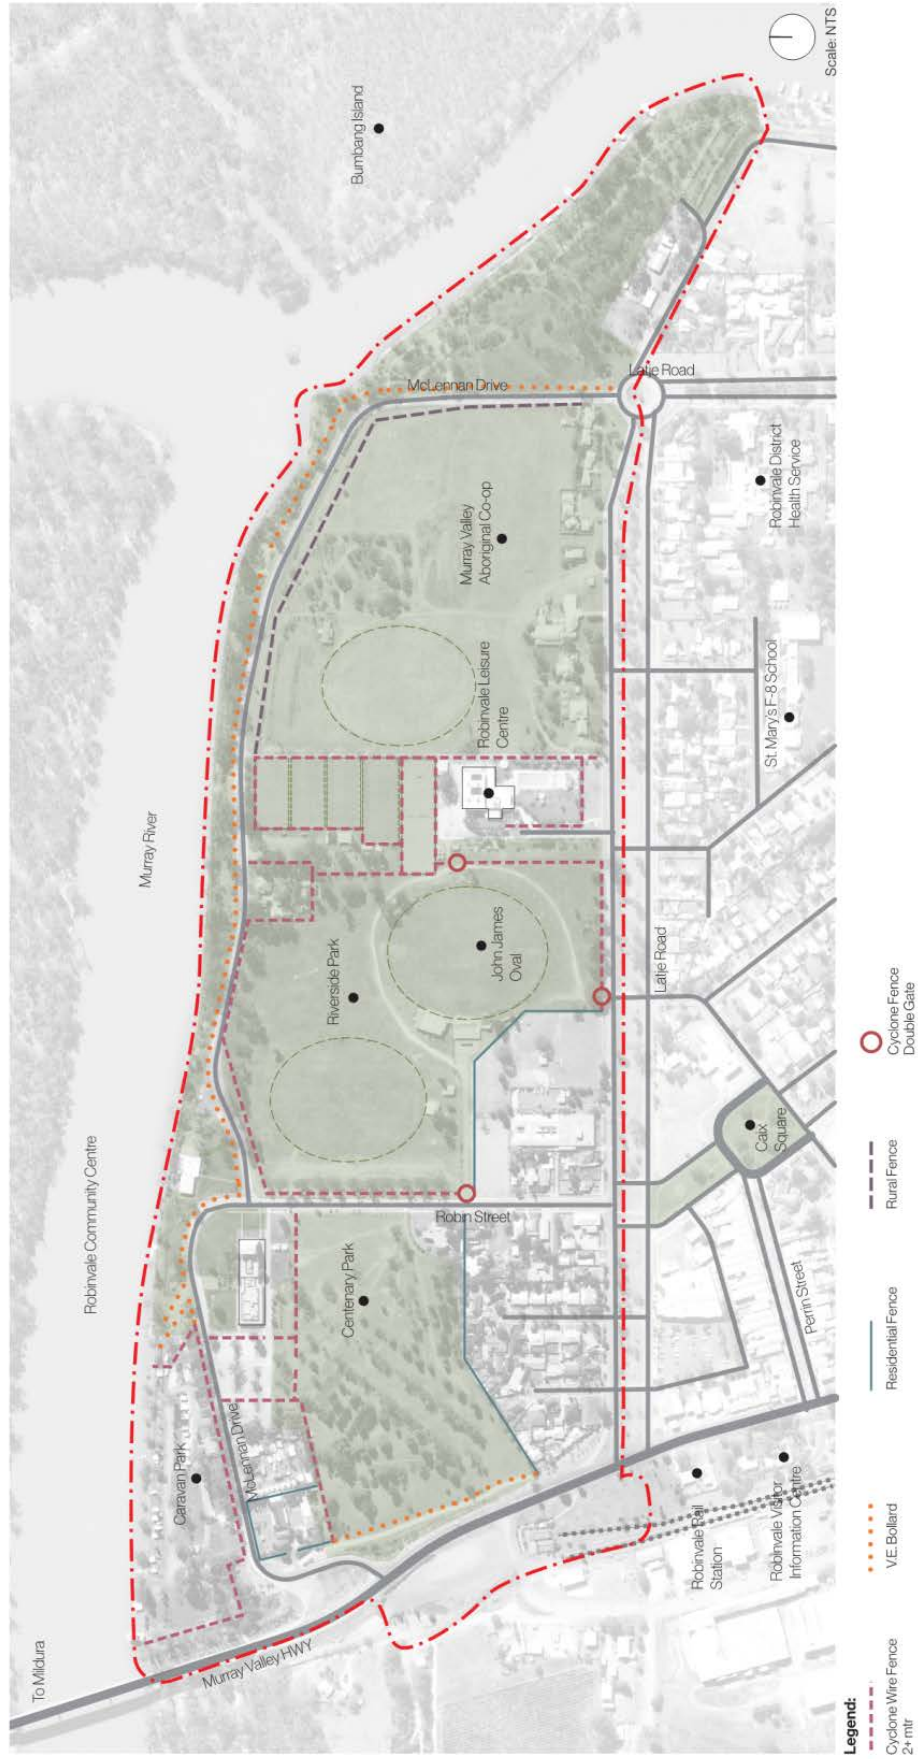 To Mildura
Robinvale Community Centre
Murray River
Bumbang Island
Scale: NTS
Caravan Park
McLennan Drive
Murray Valley HWY
Centenary Park
Robin Street
Riverside Park
John James
Oval
Robinvale Leisure
Centre
Murray Valley
Aboriginal Co-op
McLennan Drive
Latje Road
Robinvale Rail
Station
Robinvale Visitor
Information Centre
Perrin Street
Caix
Square
Latje Road
St. Mary's F-8 School
Robinvale District
Health Service
Legend:
Cyclone Wire Fence
2+ mtr
V.E. Bollard
Residential Fence
Rural Fence
Cyclone Fence
Double Gate